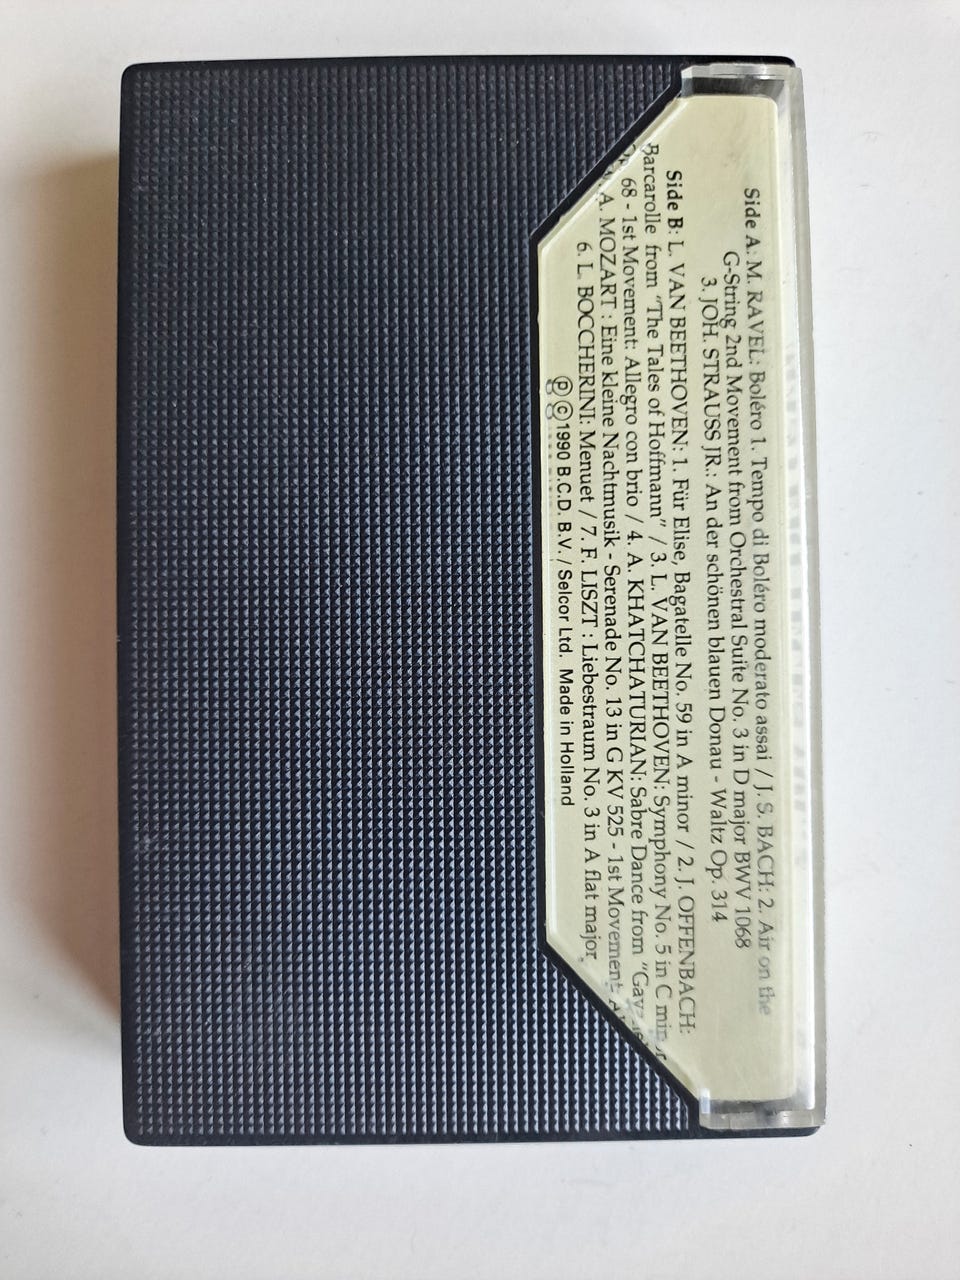 Side A: M. RAVEL: Boléro 1. Tempo di Boléro moderato assai / J. S. BACH: 2. Air on the
G-String 2nd Movement from Orchestral Suite No. 3 in D major BWV 1068
3. JOH. STRAUSS JR.: An der schönen blauen Donau - Waltz Op. 314
Side B: L. VAN BEETHOVEN: 1. Für Elise, Bagatelle No. 59 in A minor / 2. J. OFFENBACH:
Barcarolle from "The Tales of Hoffmann" / 3. L. VAN BEETHOVEN: Symphony No. 5 in C minor
68 - 1st Movement: Allegro con brio / 4. A. KHATCHATURIAN: Sabre Dance from
A. MOZART : Eine kleine Nachtmusik - Serenade No. 13 in G KV 525 - 1st Movement:
6. L. BOCCHERINI: Menuet / 7. F. LISZT : Liebestraum No. 3 in A flat major
Ⓟ © 1990 B.C.D. B.V. / Selcor Ltd. Made in Holland